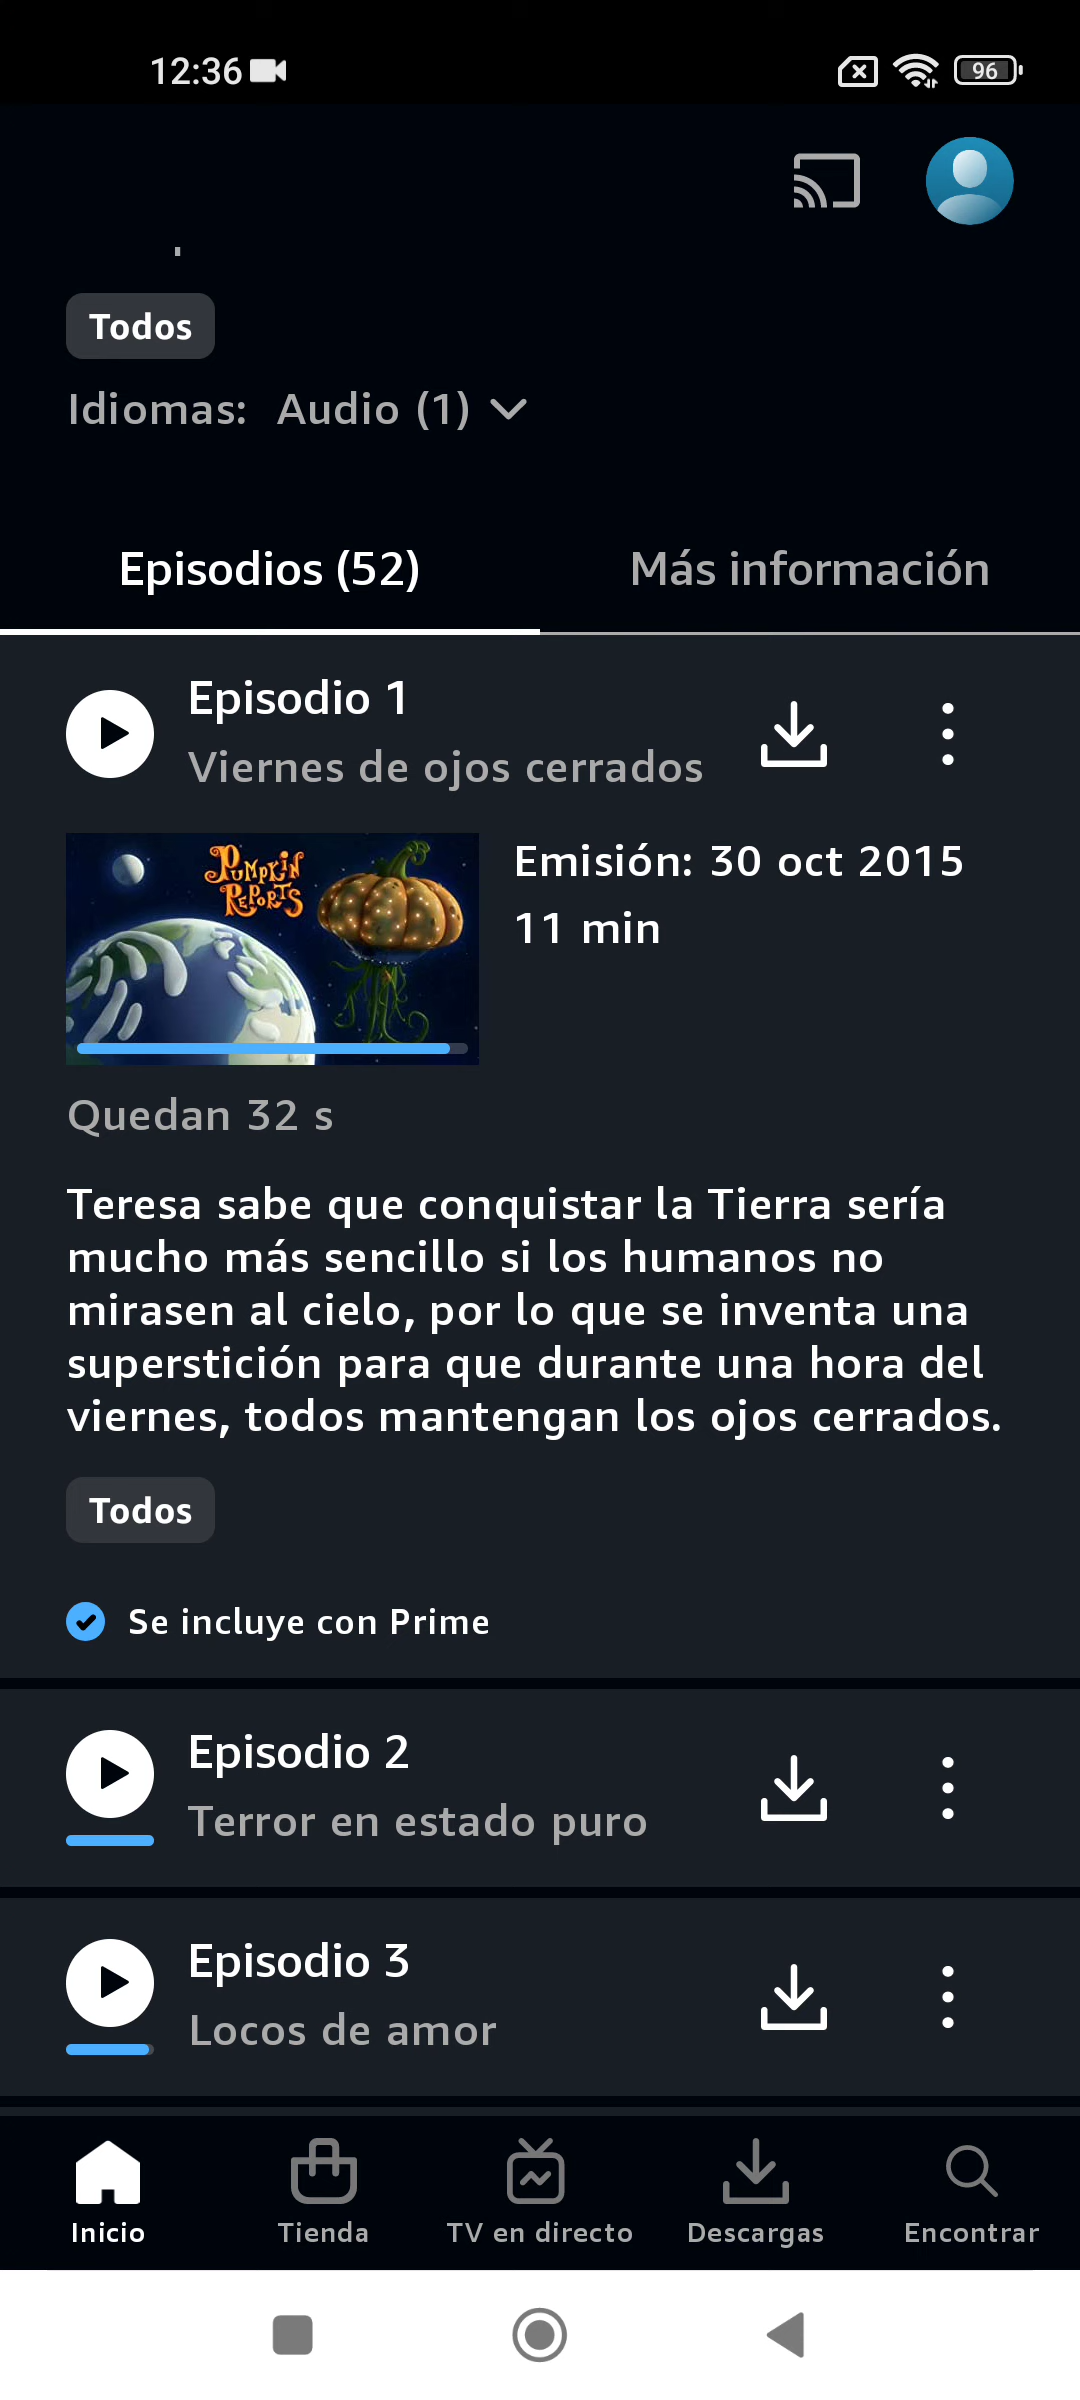 12:36
96
Todos
Idiomas: Audio (1)
Episodios (52)
Más información
Episodio 1
Viernes de ojos cerrados
PUMPKIN
REPORTS
Emisión: 30 oct 2015
11 min
Quedan 32 s
Teresa sabe que conquistar la Tierra sería
mucho más sencillo si los humanos no
mirasen al cielo, por lo que se inventa una
superstición para que durante una hora del
viernes, todos mantengan los ojos cerrados.
Todos
Se incluye con Prime
Episodio 2
Terror en estado puro
Episodio 3
Locos de amor
Inicio
Tienda
TV en directo
Descargas
Encontrar